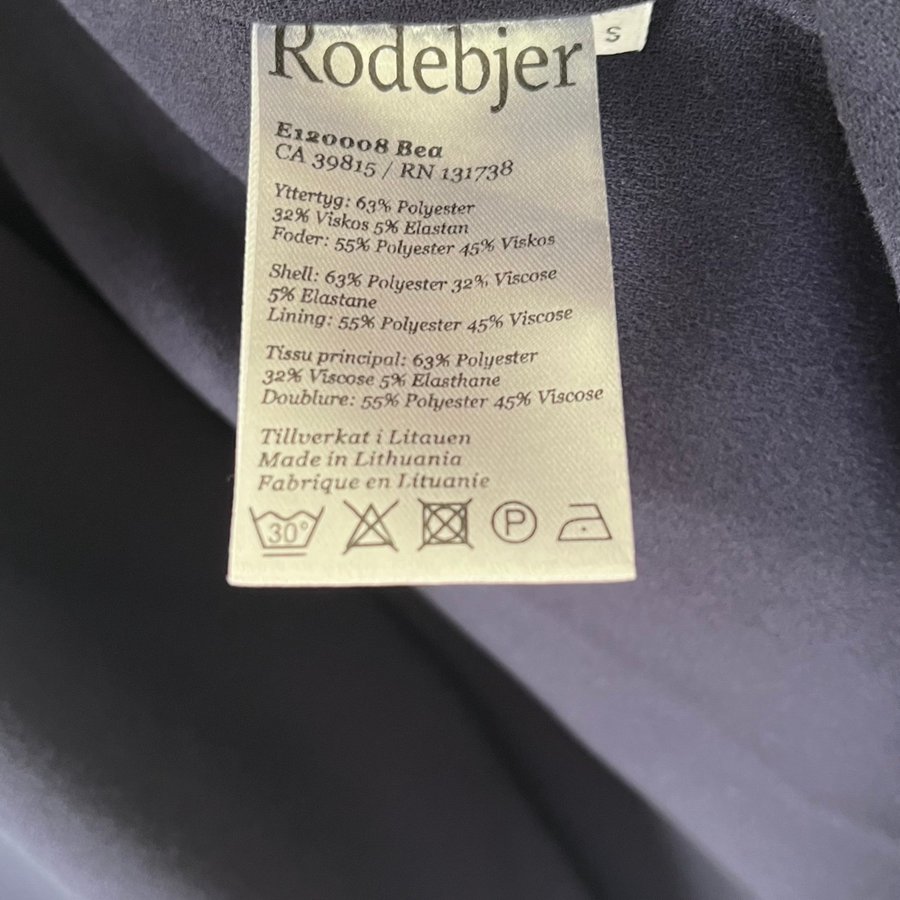 Rodebjer
S
E120008 Bea
CA 39815 / RN 131738
Yttertyg: 63% Polyester
32% Viskos 5% Elastan
Foder: 55% Polyester 45% Viskos
Shell: 63% Polyester 32% Viscose
5% Elastane
Lining: 55% Polyester 45% Viscose
Tissu principal: 63% Polyester
32% Viscose 5% Elasthane
Doublure: 55% Polyester 45% Viscose
Tillverkat i Litauen
Made in Lithuania
Fabrique en Lituanie
30° P